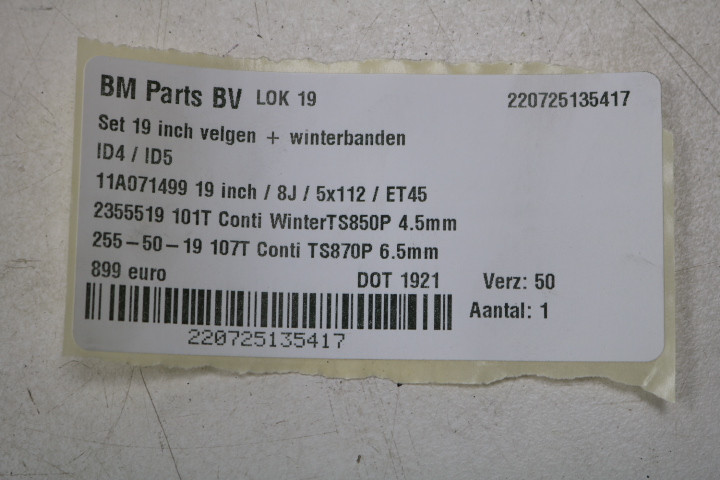 BM Parts BV LOK 19 220725135417
Set 19 inch velgen + winterbanden
ID4 / ID5
11A071499 19 inch / 8J / 5x112 / ET45
2355519 101T Conti WinterTS850P 4.5mm
255-50-19 107T Conti TS870P 6.5mm
899 euro DOT 1921 Verz: 50
Aantal: 1
220725135417